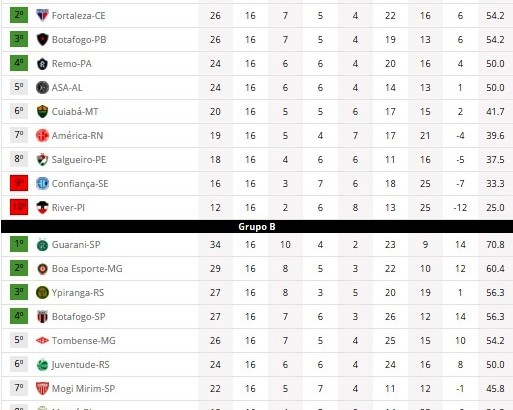 2º Fortaleza-CE 26 16 7 5 4 22 16 6 54.2
3º Botafogo-PB 26 16 7 5 4 19 13 6 54.2
4º Remo-PA 24 16 6 6 4 20 16 4 50.0
5º ASA-AL 24 16 6 6 4 14 13 1 50.0
6º Cuiabá-MT 20 16 5 5 6 17 15 2 41.7
7º América-RN 19 16 5 4 7 17 21 -4 39.6
8º Salgueiro-PE 18 16 4 6 6 11 16 -5 37.5
9º Confiança-SE 16 16 3 7 6 18 25 -7 33.3
10º River-PI 12 16 2 6 8 13 25 -12 25.0
Grupo B
1º Guarani-SP 34 16 10 4 2 23 9 14 70.8
2º Boa Esporte-MG 29 16 8 5 3 22 10 12 60.4
3º Ypiranga-RS 27 16 8 3 5 20 19 1 56.3
4º Botafogo-SP 27 16 7 6 3 26 12 14 56.3
5º Tombense-MG 26 16 7 5 4 25 15 10 54.2
6º Juventude-RS 24 16 6 6 4 24 16 8 50.0
7º Mogi Mirim-SP 22 16 5 7 4 11 12 -1 45.8